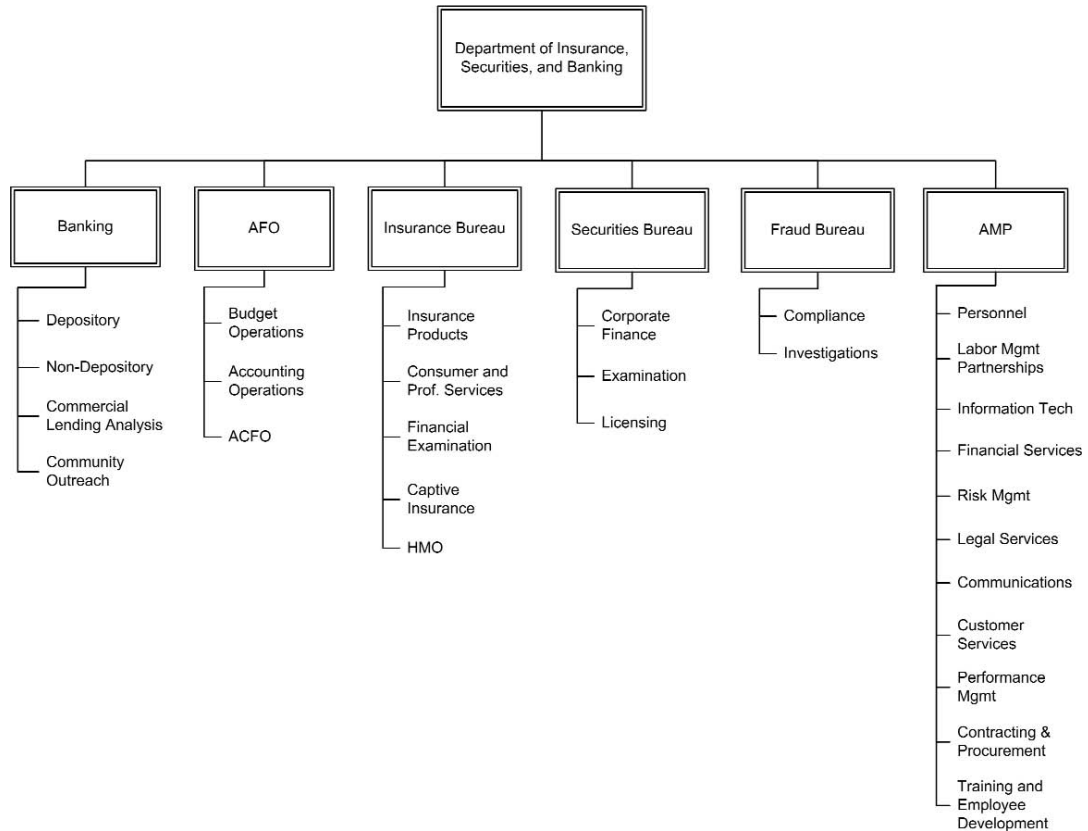 Department of Insurance,
Securities, and Banking
Banking
AFO
Insurance Bureau
Securities Bureau
Fraud Bureau
AMP
Depository
Non-Depository
Commercial
Lending Analysis
Community
Outreach
Budget
Operations
Accounting
Operations
ACFO
Insurance
Products
Consumer and
Prof. Services
Financial
Examination
Captive
Insurance
HMO
Corporate
Finance
Examination
Licensing
Compliance
Investigations
Personnel
Labor Mgmt
Partnerships
Information Tech
Financial Services
Risk Mgmt
Legal Services
Communications
Customer
Services
Performance
Mgmt
Contracting &
Procurement
Training and
Employee
Development